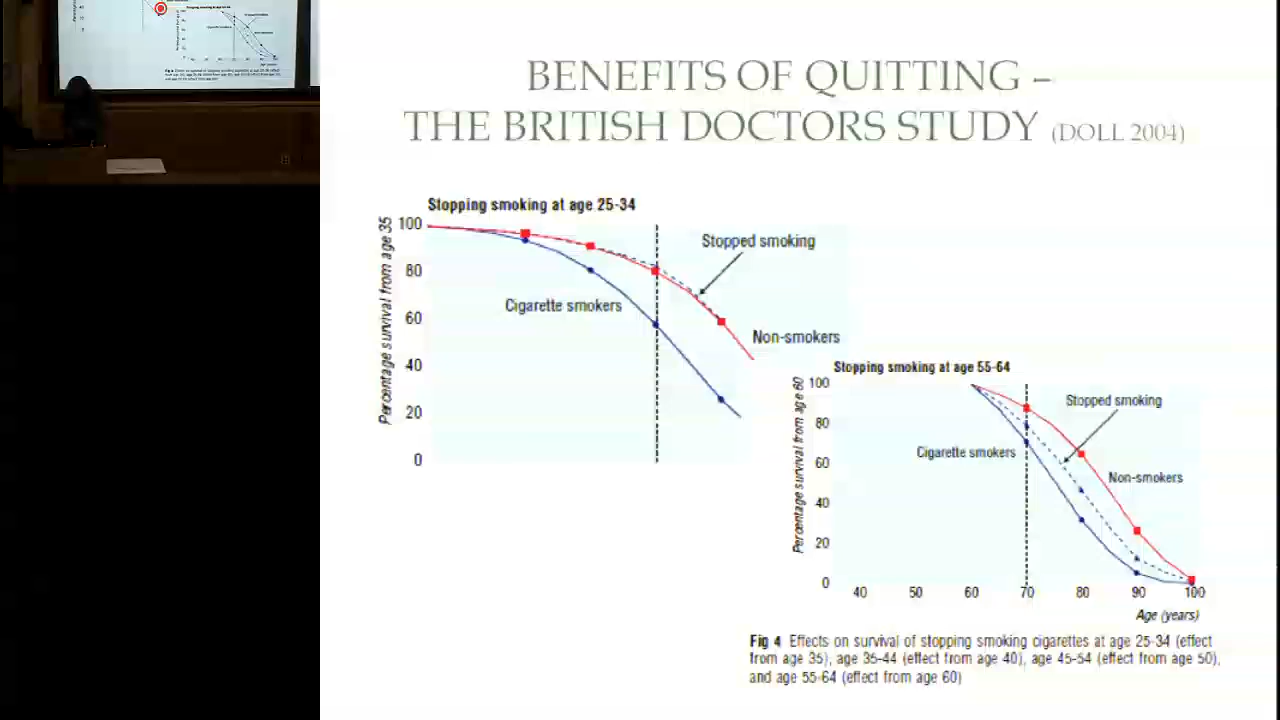 BENEFITS OF QUITTING –
THE BRITISH DOCTORS STUDY (DOLL 2004)
Stopping smoking at age 25-34
Percentage survival from age 35
100
80
60
40
20
0
Stopped smoking
Cigarette smokers
Non-smokers
Stopping smoking at age 55-64
Percentage survival from age 60
100
80
60
40
20
0
Stopped smoking
Cigarette smokers
Non-smokers
40 50 60 70 80 90 100
Age (years)
Fig 4 Effects on survival of stopping smoking cigarettes at age 25-34 (effect
from age 35), age 35-44 (effect from age 40), age 45-54 (effect from age 50),
and age 55-64 (effect from age 60)